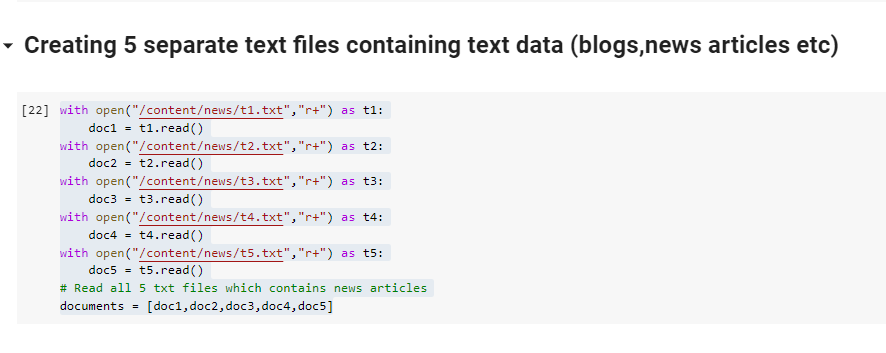 Creating 5 separate text files containing text data (blogs,news articles etc)
[22] with open("/content/news/t1.txt","r+") as t1:
    doc1 = t1.read()
with open("/content/news/t2.txt","r+") as t2:
    doc2 = t2.read()
with open("/content/news/t3.txt","r+") as t3:
    doc3 = t3.read()
with open("/content/news/t4.txt","r+") as t4:
    doc4 = t4.read()
with open("/content/news/t5.txt","r+") as t5:
    doc5 = t5.read()
# Read all 5 txt files which contains news articles
documents = [doc1,doc2,doc3,doc4,doc5]